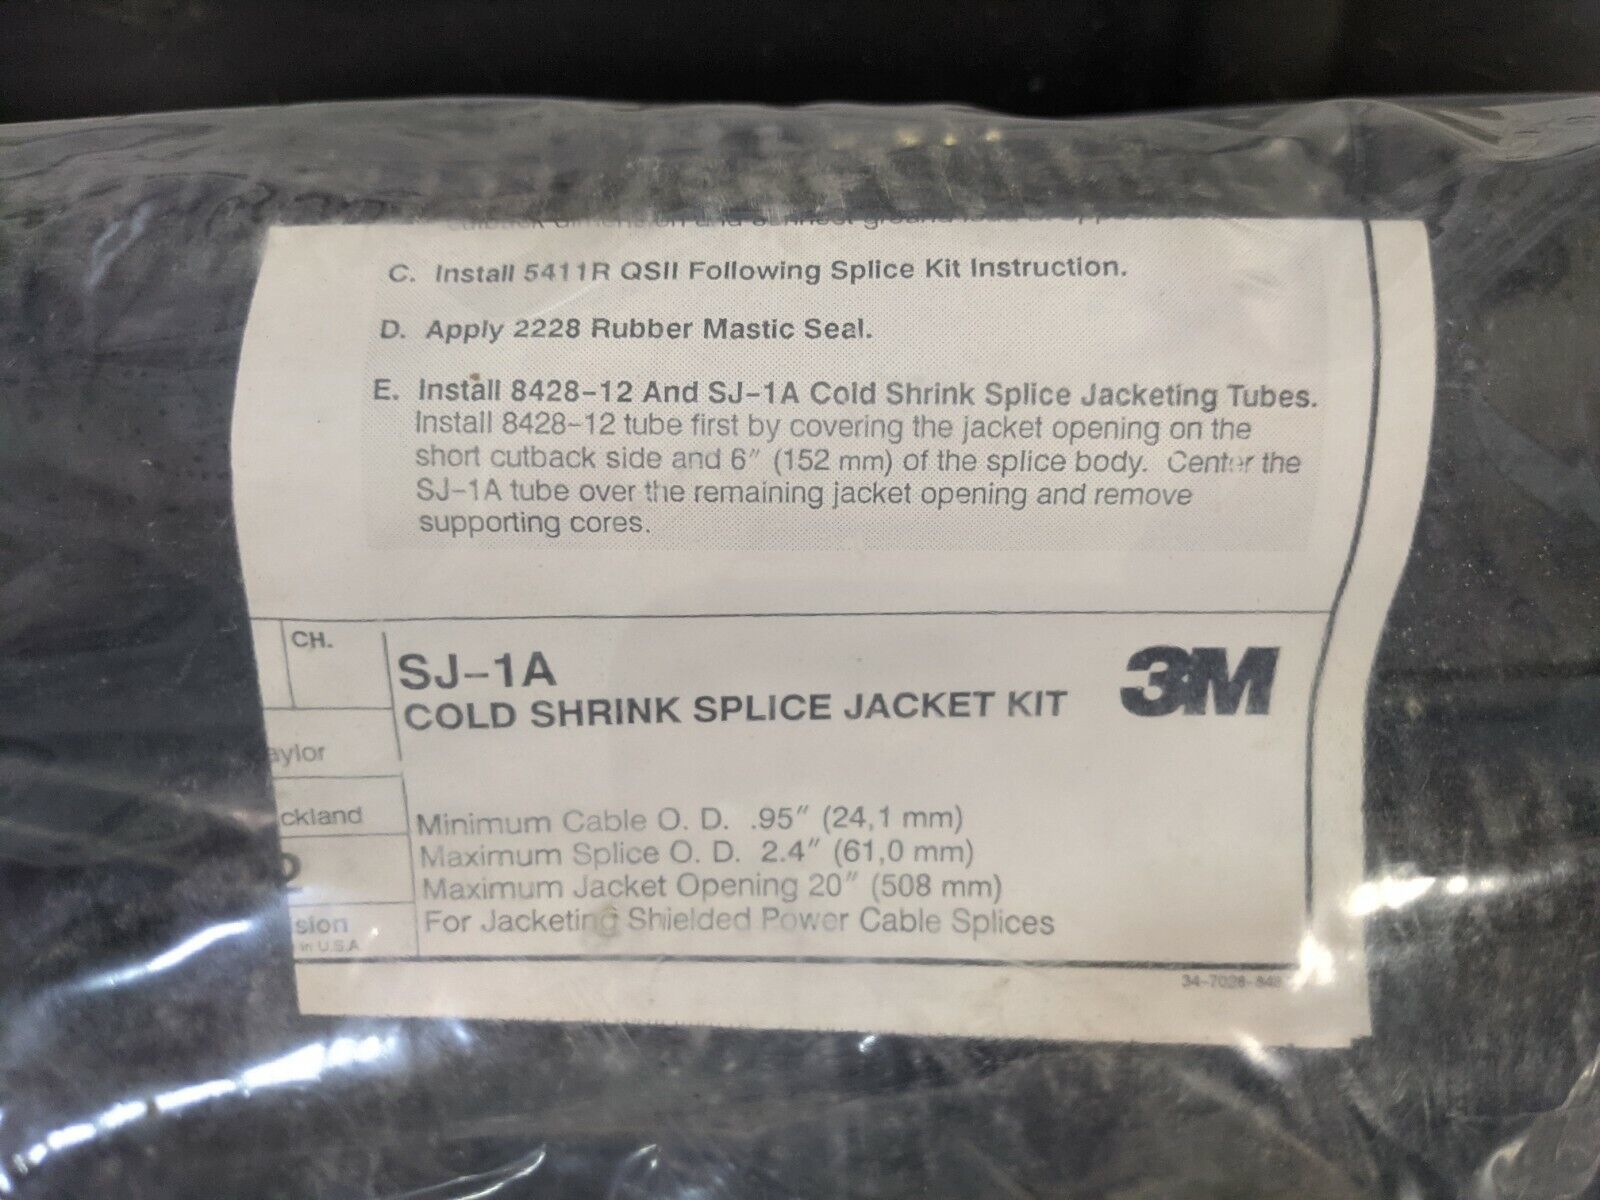 C. Install 5411R QSII Following Splice Kit Instruction.
D. Apply 2228 Rubber Mastic Seal.
E. Install 8428-12 And SJ-1A Cold Shrink Splice Jacketing Tubes.
Install 8428-12 tube first by covering the jacket opening on the
short cutback side and 6" (152 mm) of the splice body. Center the
SJ-1A tube over the remaining jacket opening and remove
supporting cores.
CH.
SJ-1A
COLD SHRINK SPLICE JACKET KIT
3M
aylor
ckland
sion
in U.S.A.
Minimum Cable O. D. .95" (24,1 mm)
Maximum Splice O. D. 2.4" (61,0 mm)
Maximum Jacket Opening 20" (508 mm)
For Jacketing Shielded Power Cable Splices